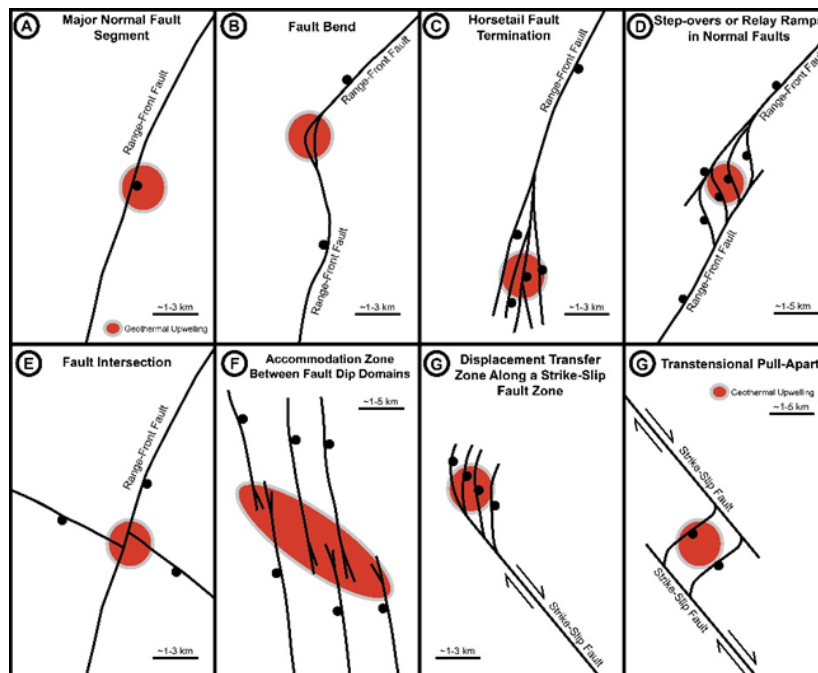 A
Major Normal Fault
Segment
Range-Front Fault
~1-3 km
Geothermal Upwelling
B
Fault Bend
Range-Front Fault
Range-Front Fault
~1-3 km
C
Horsetail Fault
Termination
Range-Front Fault
~1-3 km
D
Step-overs or Relay Ramps
in Normal Faults
Range-Front Fault
Range-Front Fault
~1-5 km
E
Fault Intersection
Range-Front Fault
~1-3 km
F
Accommodation Zone
Between Fault Dip Domains
~1-5 km
G
Displacement Transfer
Zone Along a Strike-Slip
Fault Zone
Strike-Slip Fault
~1-3 km
G
Transtensional Pull-Apart
Geothermal Upwelling
~1-5 km
Strike-Slip Fault
Strike-Slip Fault